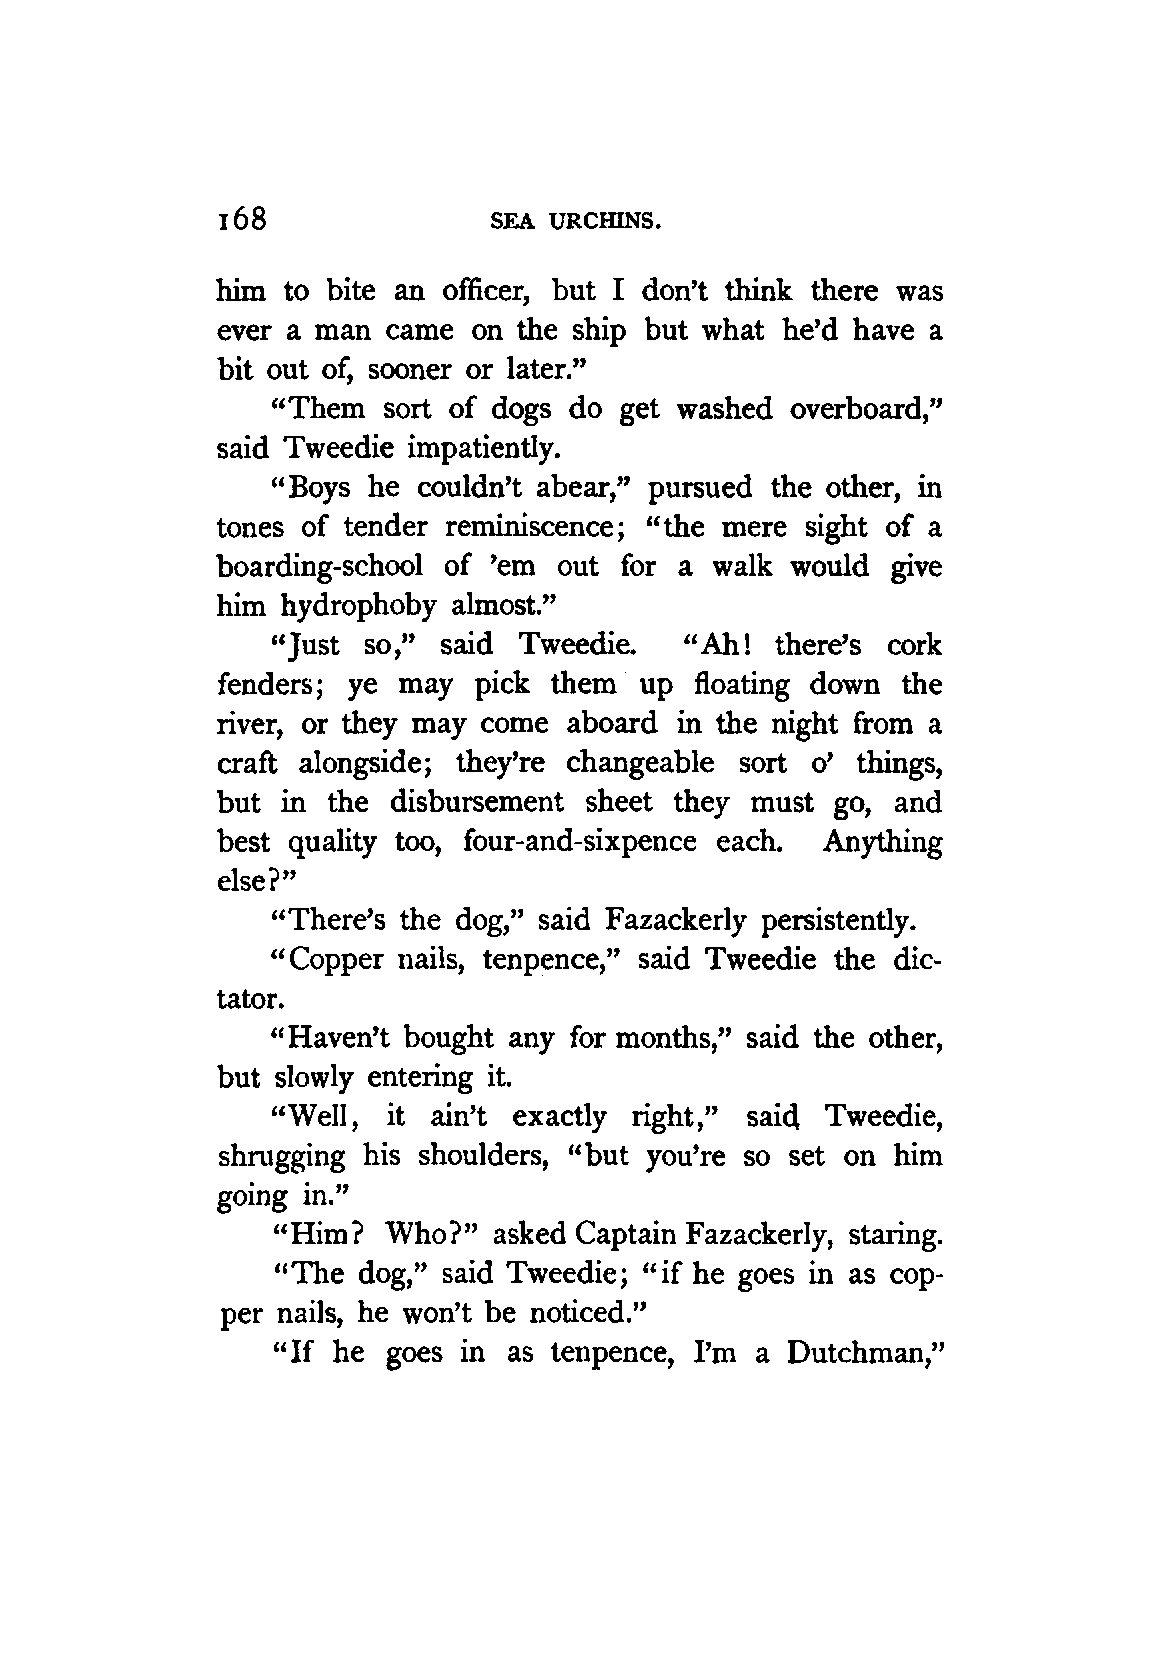 168 SEA URCHINS.
him to bite an officer, but I don't think there was
ever a man came on the ship but what he'd have a
bit out of, sooner or later."
"Them sort of dogs do get washed overboard,"
said Tweedie impatiently.
"Boys he couldn't abear," pursued the other, in
tones of tender reminiscence; "the mere sight of a
boarding-school of 'em out for a walk would give
him hydrophoby almost."
"Just so," said Tweedie. "Ah! there's cork
fenders; ye may pick them up floating down the
river, or they may come aboard in the night from a
craft alongside; they're changeable sort o' things,
but in the disbursement sheet they must go, and
best quality too, four-and-sixpence each. Anything
else?"
"There's the dog," said Fazackerly persistently.
"Copper nails, tenpence," said Tweedie the dic-
tator.
"Haven't bought any for months," said the other,
but slowly entering it.
"Well, it ain't exactly right," said Tweedie,
shrugging his shoulders, "but you're so set on him
going in."
"Him? Who?" asked Captain Fazackerly, staring.
"The dog," said Tweedie; "if he goes in as cop-
per nails, he won't be noticed."
"If he goes in as tenpence, I'm a Dutchman,"